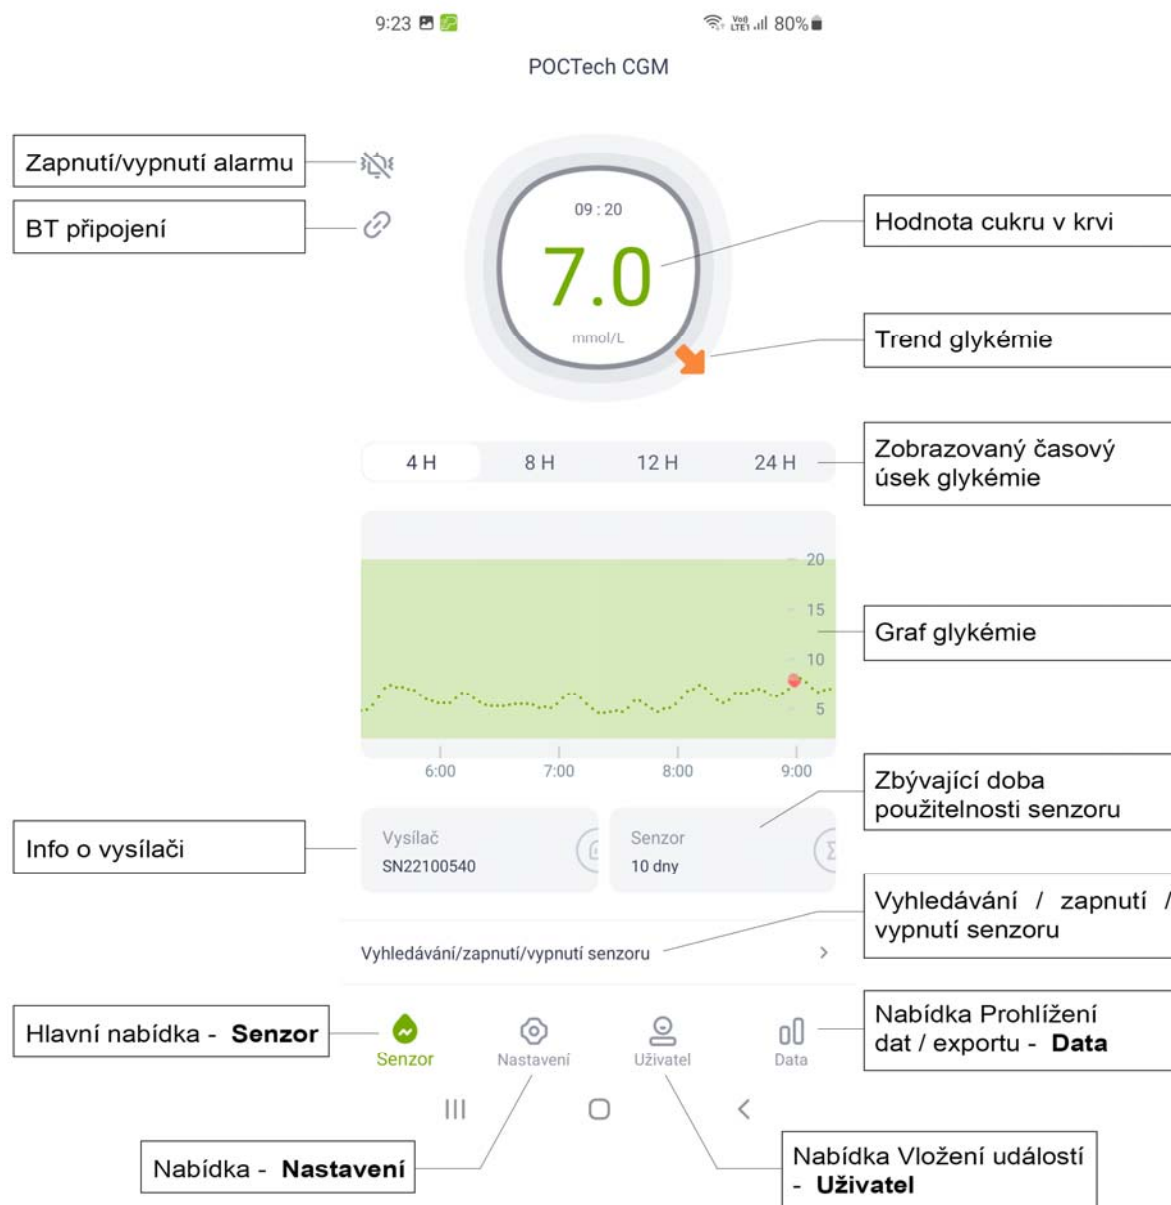 9:23
Vo))
LTE1
80%
POCTech CGM
Zapnutí/vypnutí alarmu
BT připojení
09 : 20
7.0
mmol/L
Hodnota cukru v krvi
Trend glykémie
4 H 8 H 12 H 24 H
Zobrazovaný časový
úsek glykémie
20
15
10
5
Graf glykémie
6:00 7:00 8:00 9:00
Zbývající doba
použitelnosti senzoru
Info o vysílači
Vysílač
SN22100540
Senzor
10 dny
Vyhledávání / zapnutí /
vypnutí senzoru
Vyhledávání/zapnutí/vypnutí senzoru
Hlavní nabídka - Senzor
Senzor
Nastavení
Uživatel
Data
Nabídka Prohlížení
dat / exportu - Data
Nabídka - Nastavení
Nabídka Vložení událostí
- Uživatel